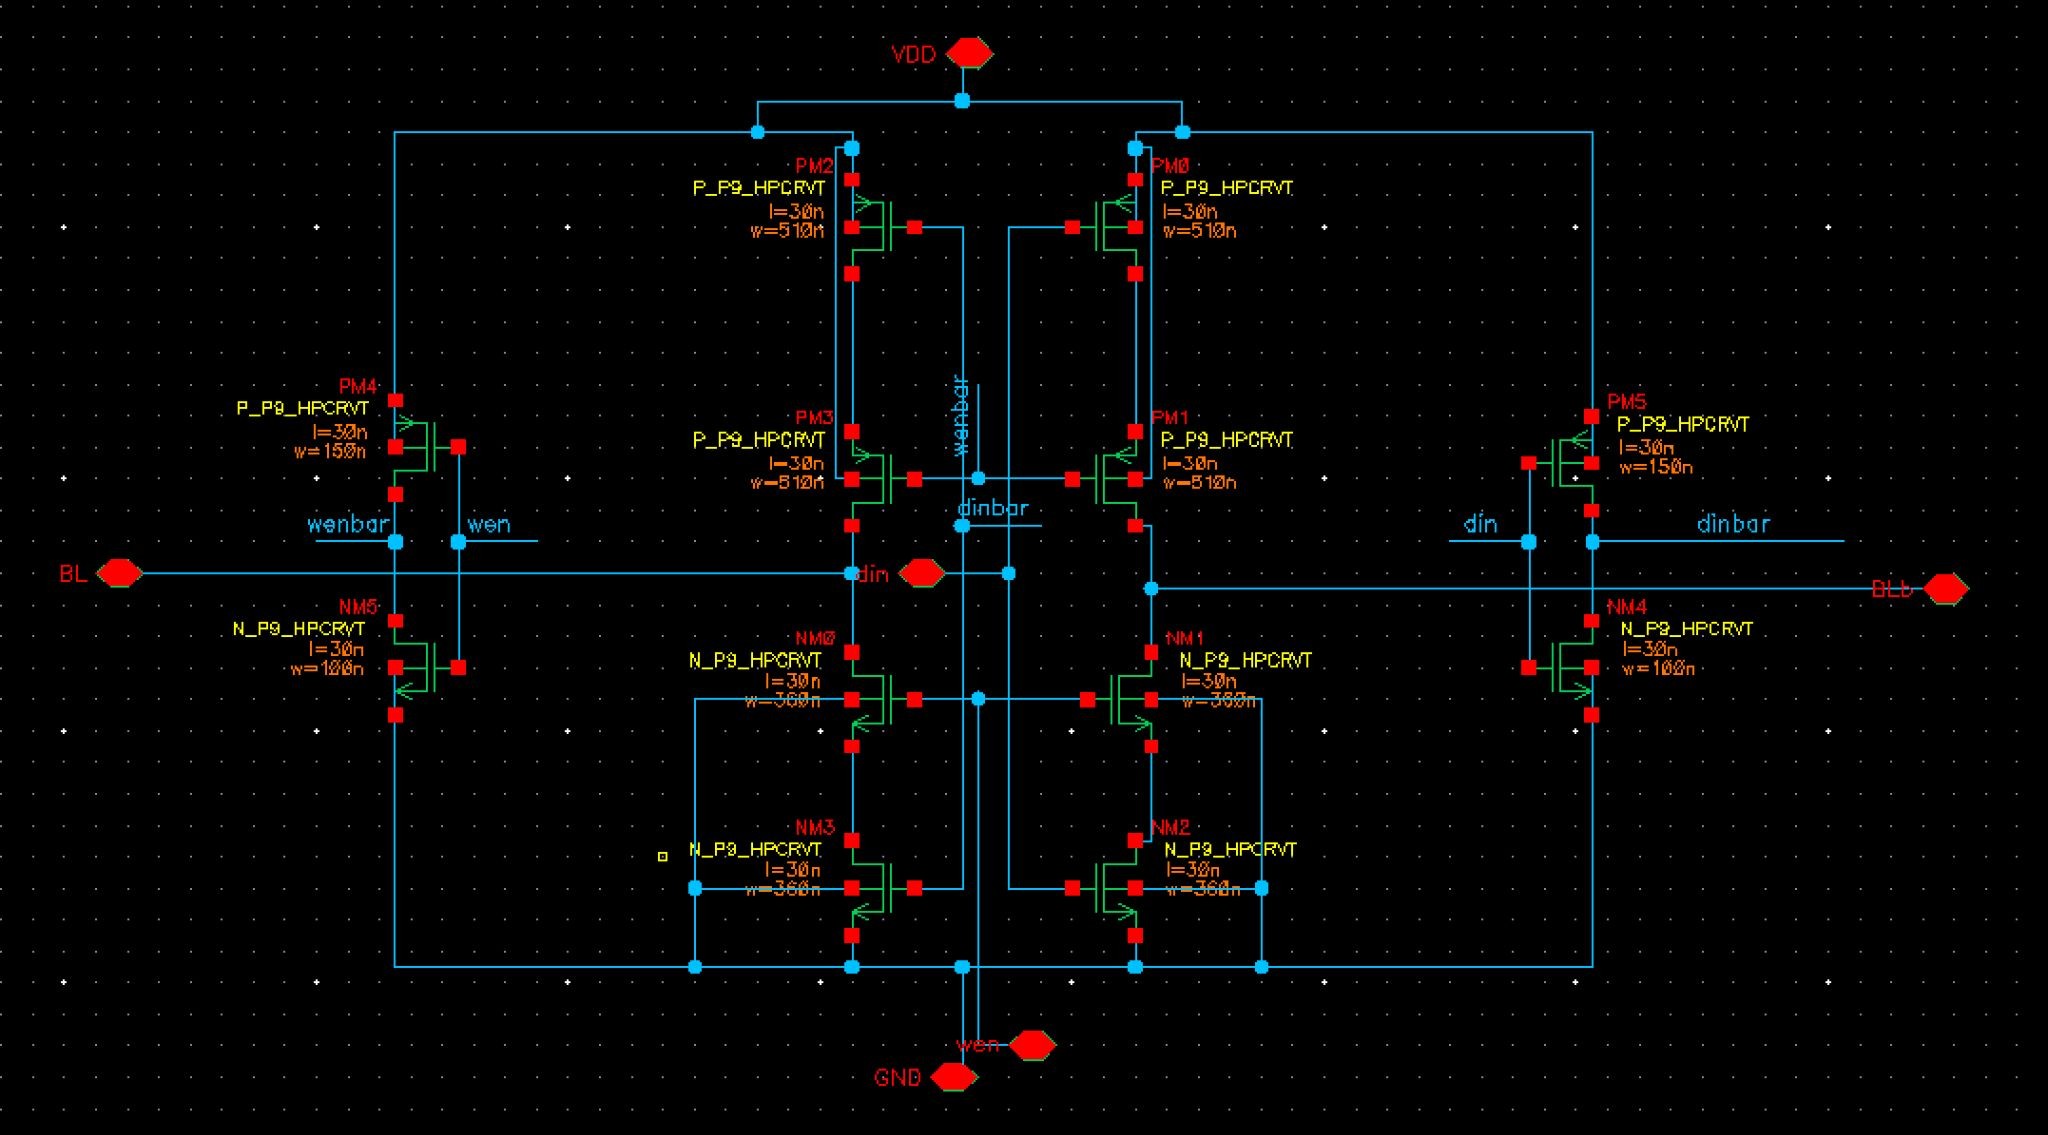 VDD
PM2
P_P9_HPCRVT
l=30n
w=510n
PM0
P_P9_HPCRVT
l=30n
w=510n
PM4
P_P9_HPCRVT
l=30n
w=150n
PM3
P_P9_HPCRVT
l=30n
w=510n
wenbar
PM1
P_P9_HPCRVT
l=30n
w=510n
PM5
P_P9_HPCRVT
l=30n
w=150n
wenbar
wen
dinbar
din
dinbar
BL
din
BLb
NM5
N_P9_HPCRVT
l=30n
w=100n
NM0
N_P9_HPCRVT
l=30n
w=360n
NM1
N_P9_HPCRVT
l=30n
w=360n
NM4
N_P9_HPCRVT
l=30n
w=100n
NM3
N_P9_HPCRVT
l=30n
w=360n
NM2
N_P9_HPCRVT
l=30n
w=360n
wen
GND